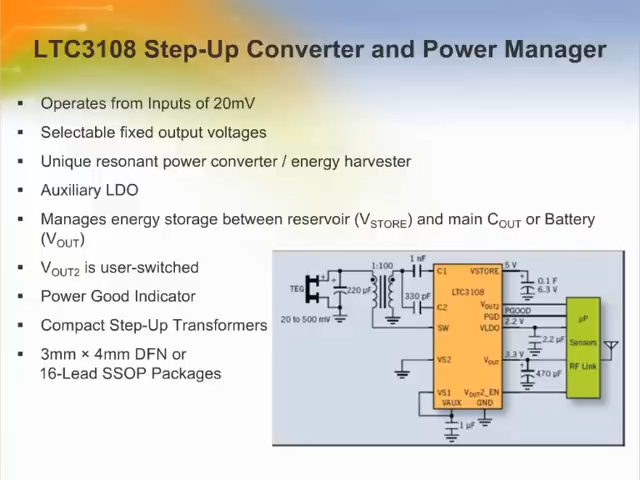 LTC3108 Step-Up Converter and Power Manager
▪ Operates from Inputs of 20mV
▪ Selectable fixed output voltages
▪ Unique resonant power converter / energy harvester
▪ Auxiliary LDO
▪ Manages energy storage between reservoir (VSTORE) and main COUT or Battery
(VOUT)
▪ VOUT2 is user-switched
▪ Power Good Indicator
▪ Compact Step-Up Transformers
▪ 3mm × 4mm DFN or
16-Lead SSOP Packages
1:100
1 nF
C1
VSTORE
5 V
+
0.1 F
6.3 V
TEG
+
+
220 µF
LTC3108
330 pF
C2
VOUT2
PGOOD
PGD
2.2 V
VLDO
20 to 500 mV
SW
2.2 µF
µP
Sensors
RF Link
3.3 V
VS2
VOUT
+
470 µF
VS1
VOUT2_EN
VAUX
GND
1 µF